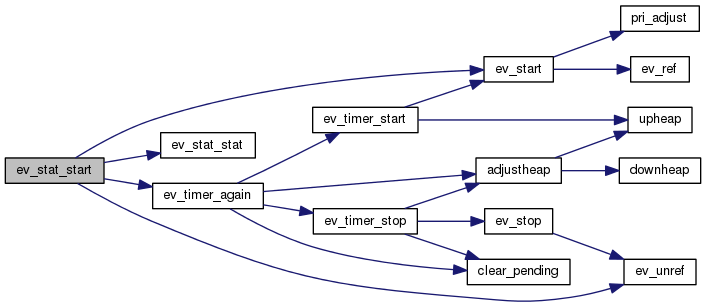 pri_adjust
ev_start
ev_ref
ev_timer_start
upheap
ev_stat_stat
ev_stat_start
adjustheap
downheap
ev_timer_again
ev_timer_stop
ev_stop
clear_pending
ev_unref